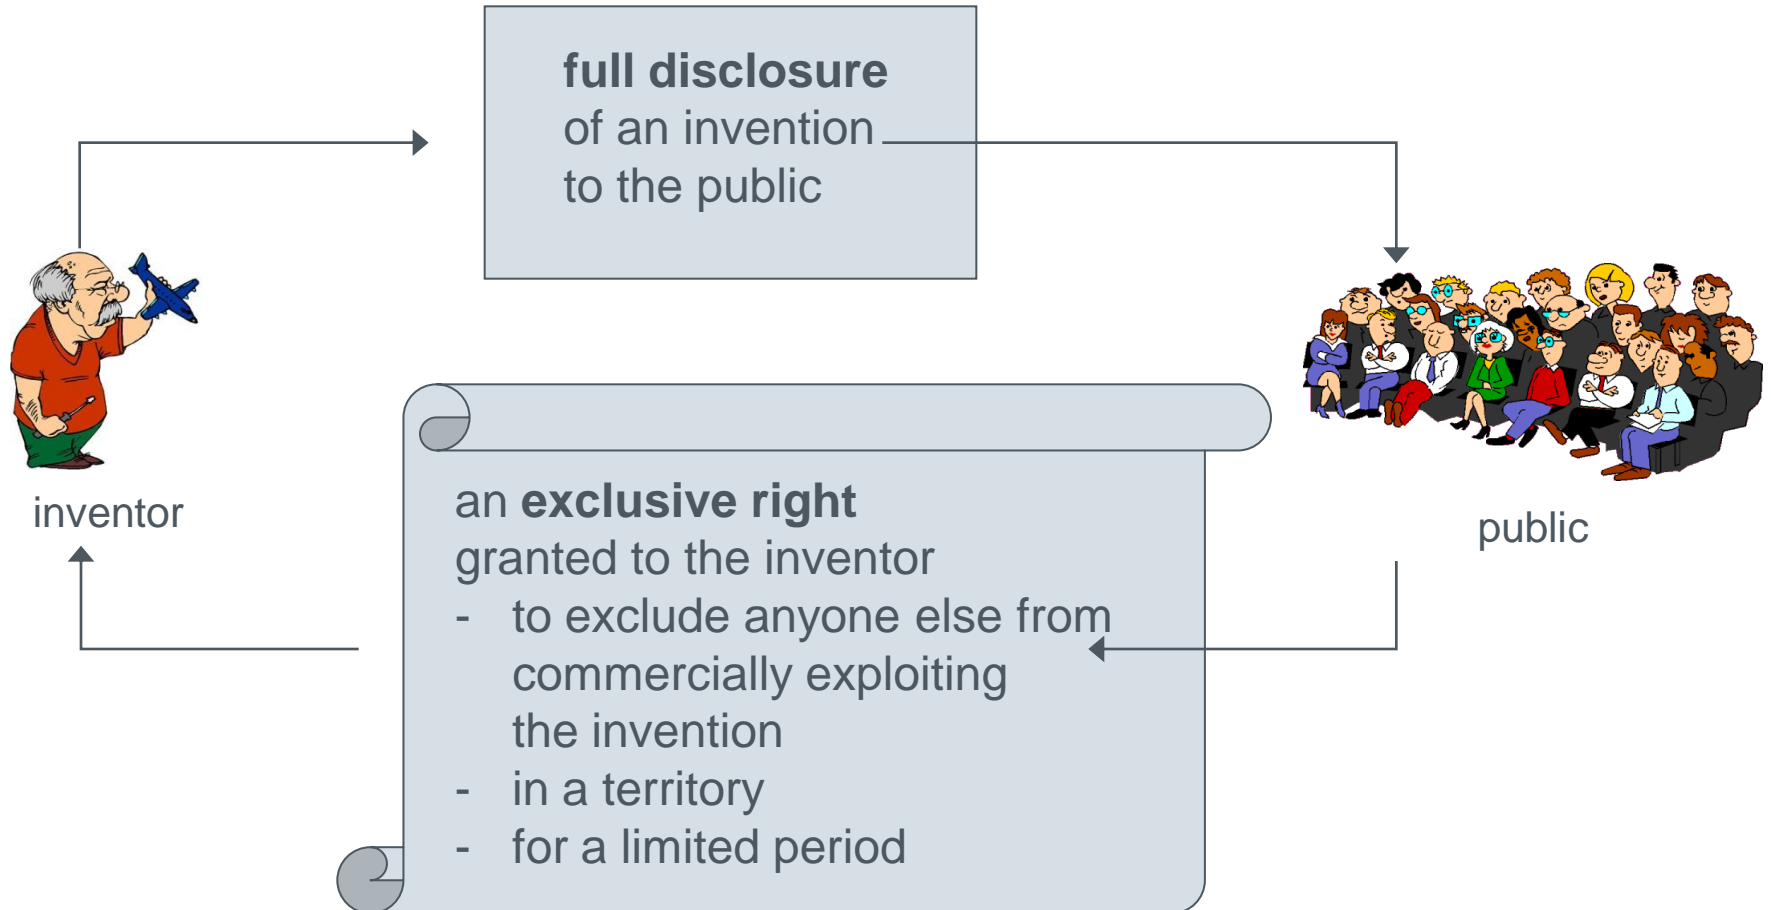 full disclosure
of an invention
to the public
inventor
public
an exclusive right
granted to the inventor
- to exclude anyone else from
commercially exploiting
the invention
- in a territory
- for a limited period